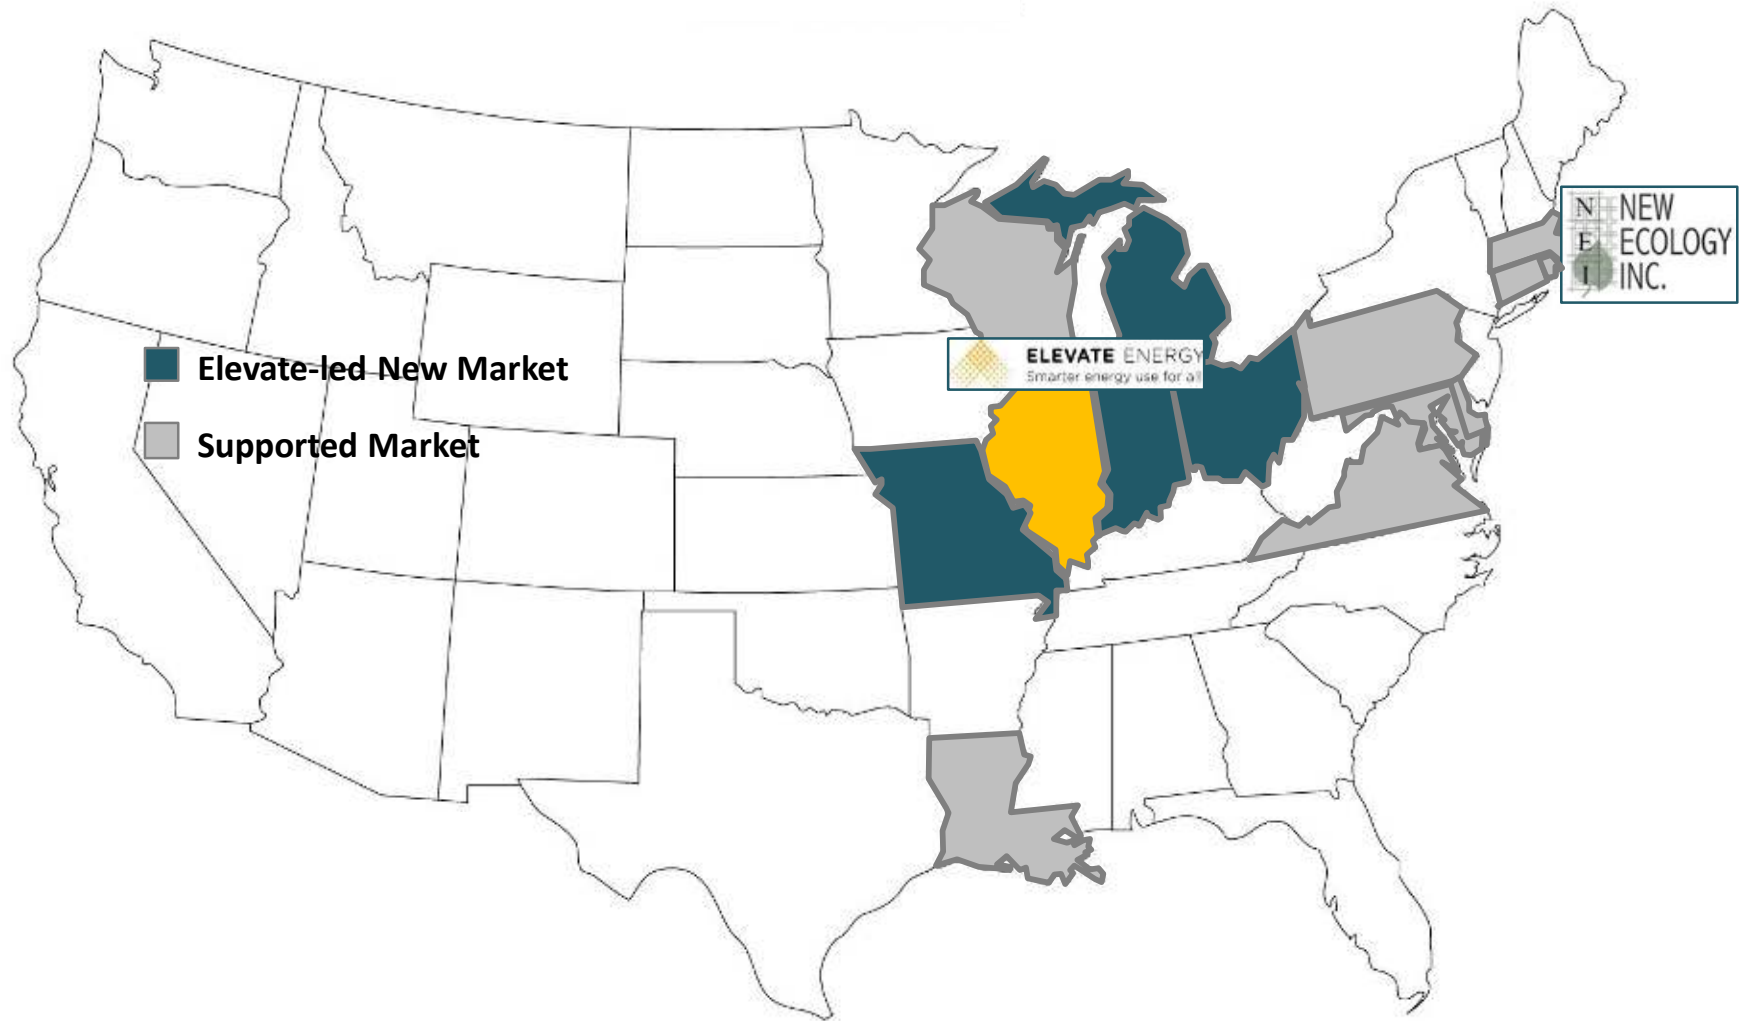 N
E
I
NEW
ECOLOGY
INC.
ELEVATE ENERGY
Smarter energy use for all
Elevate-led New Market
Supported Market